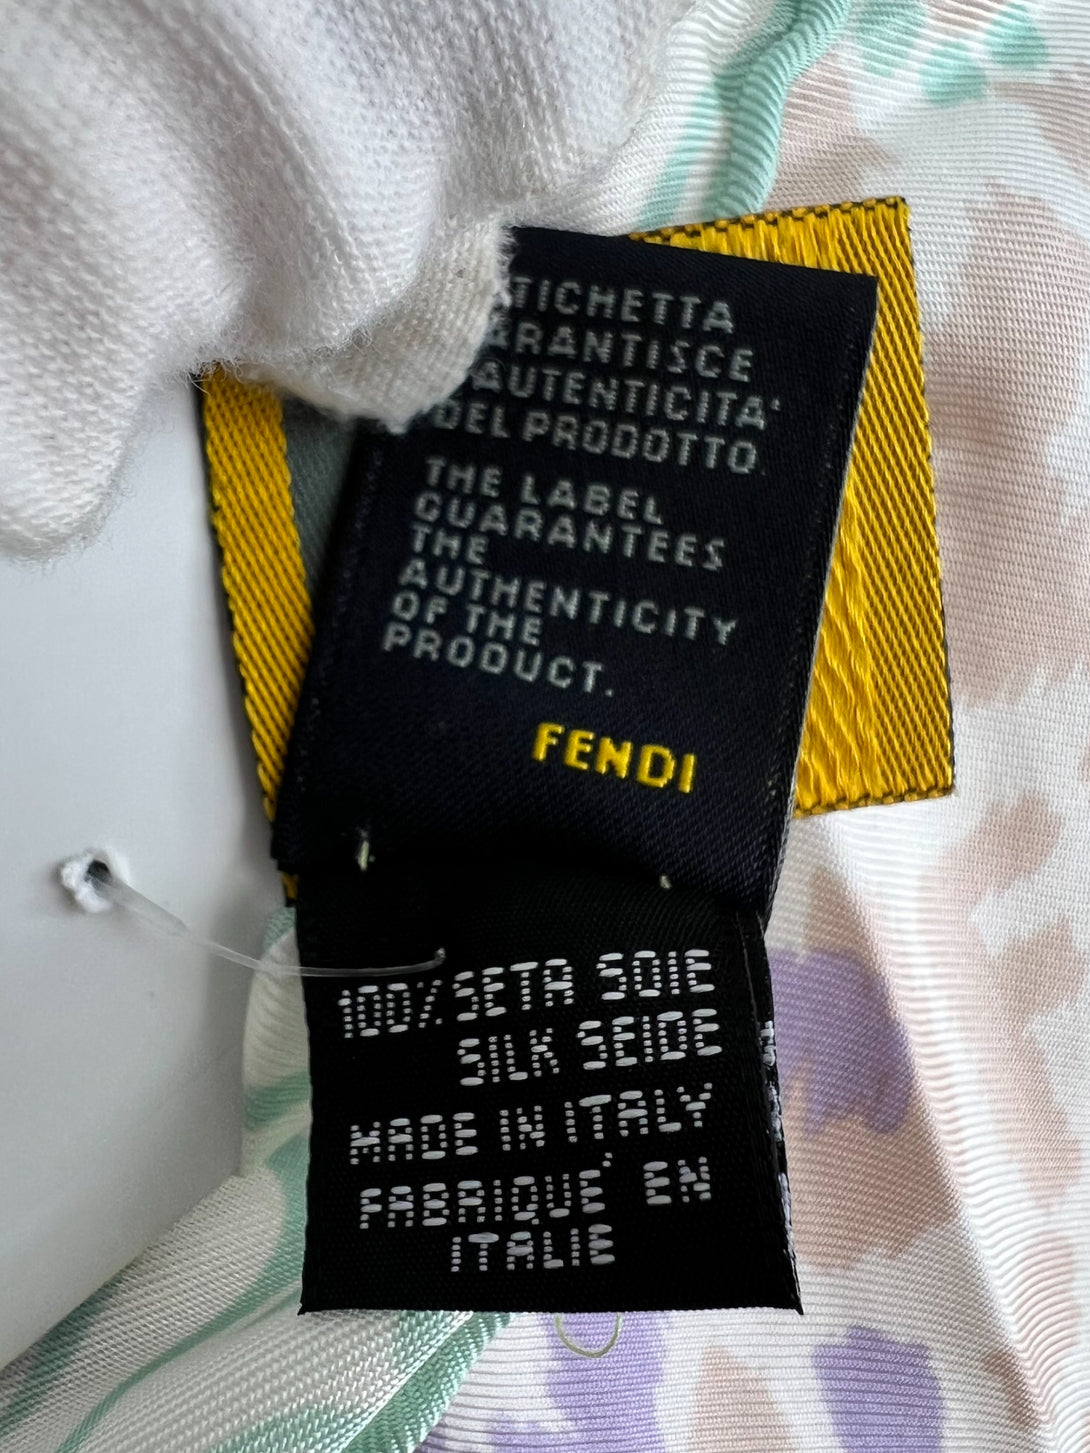 TICHETTA
ARANTISCE
AUTENTICITA'
DEL PRODOTTO.
THE LABEL
GUARANTEES
THE
AUTHENTICITY
OF THE
PRODUCT.
FENDI
100% SETA SOIE
SILK SEIDE
MADE IN ITALY
FABRIQUE' EN
ITALIE